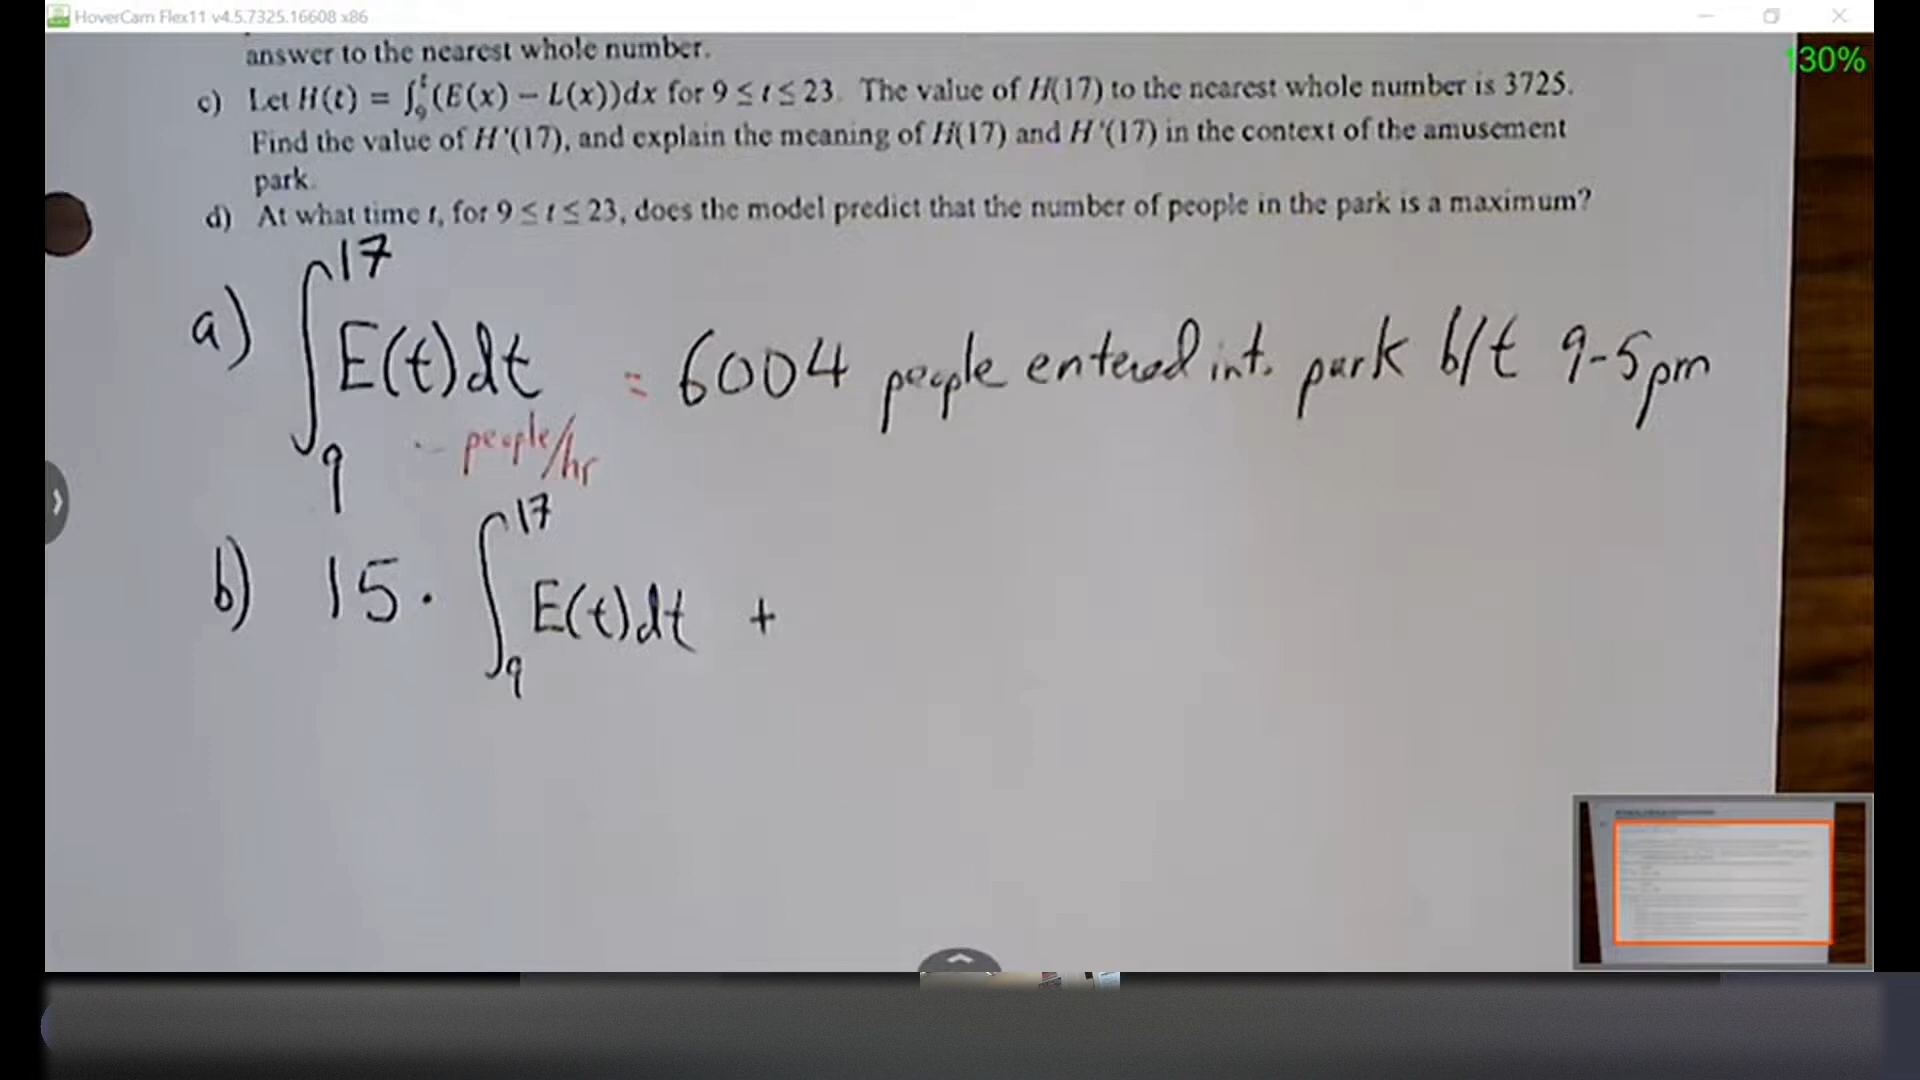 HoverCam Flex11 v4.5.7325.16608 x86
130%
answer to the nearest whole number.
c) Let H(t) = ∫₉ᵗ(E(x) − L(x))dx for 9 ≤ t ≤ 23. The value of H(17) to the nearest whole number is 3725.
Find the value of H'(17), and explain the meaning of H(17) and H'(17) in the context of the amusement
park.
d) At what time t, for 9 ≤ t ≤ 23, does the model predict that the number of people in the park is a maximum?
a) ∫₉¹⁷ E(t)dt = 6004 people entered int. park b/t 9-5pm
people/hr
b) 15 · ∫₉¹⁷ E(t)dt +